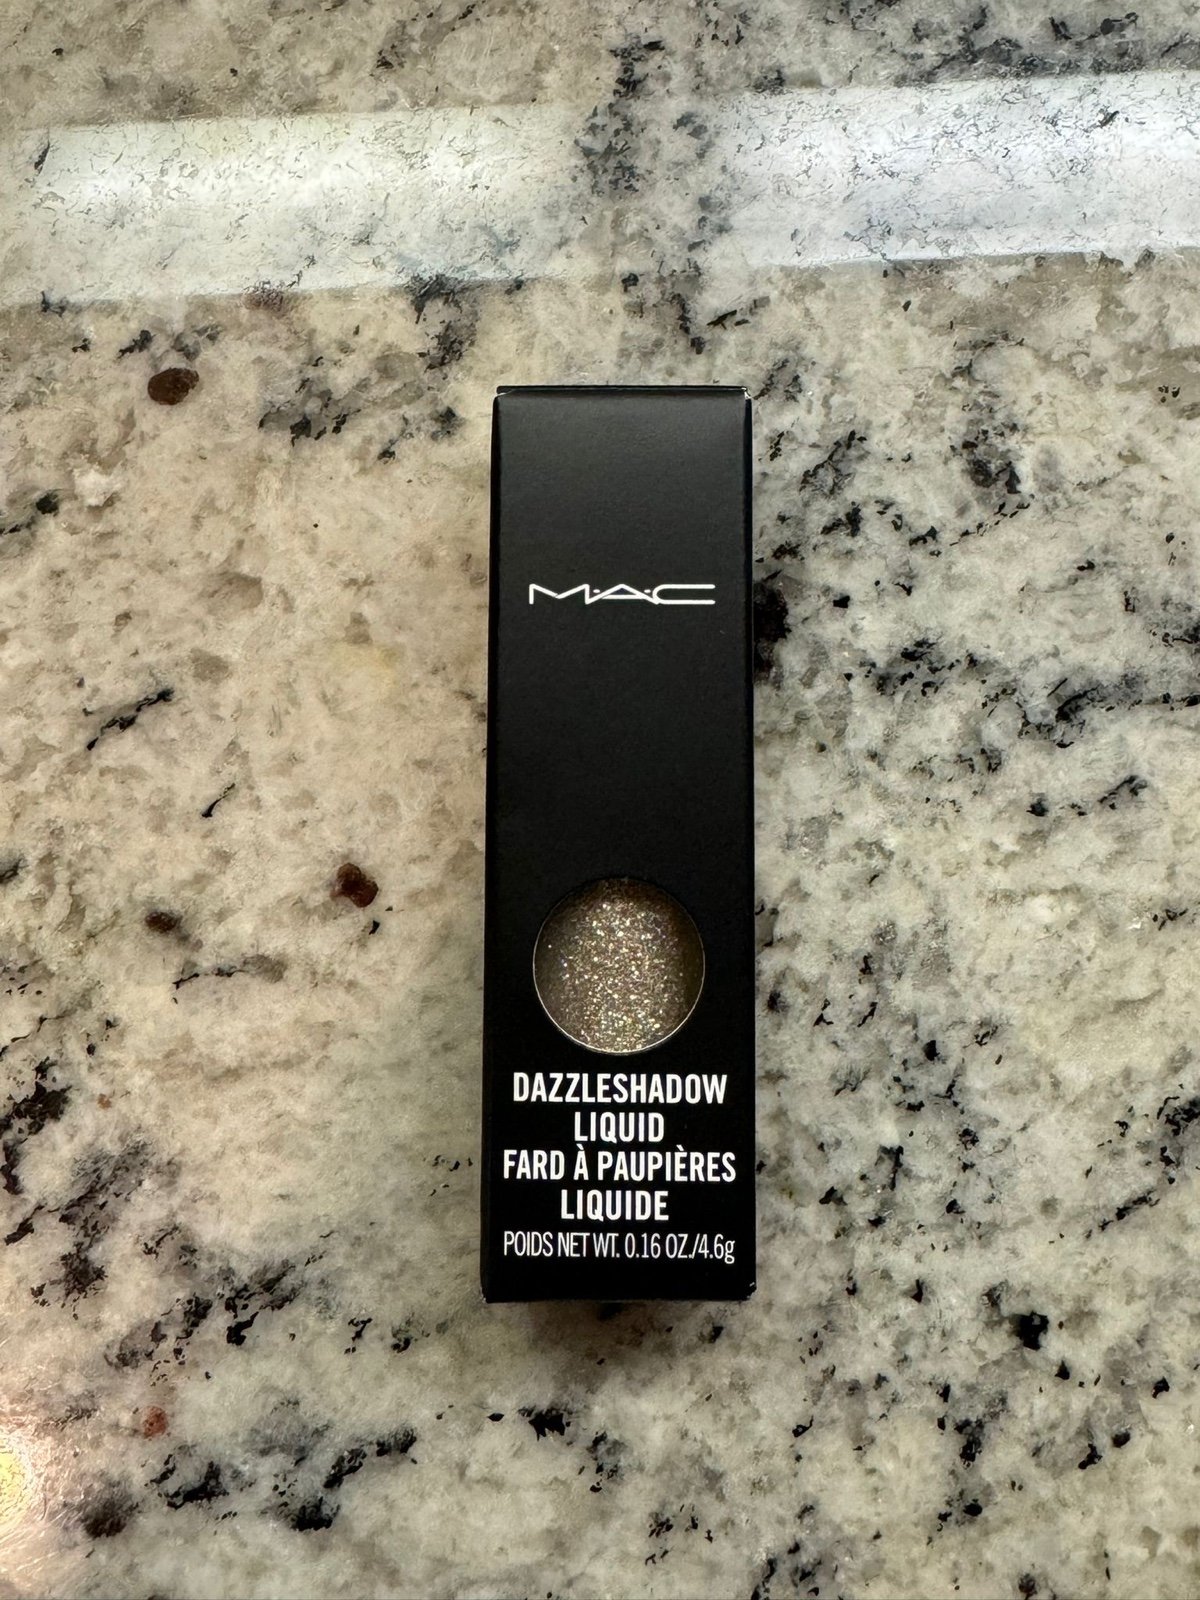 M·A·C
DAZZLESHADOW
LIQUID
FARD À PAUPIÈRES
LIQUIDE
POIDS NET WT. 0.16 OZ./4.6g